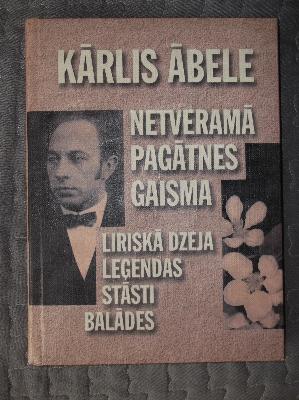 KĀRLIS ĀBELE
NETVERAMĀ
PAGĀTNES
GAISMA
LIRISKĀ DZEJA
LEĢENDAS
STĀSTI
BALĀDES